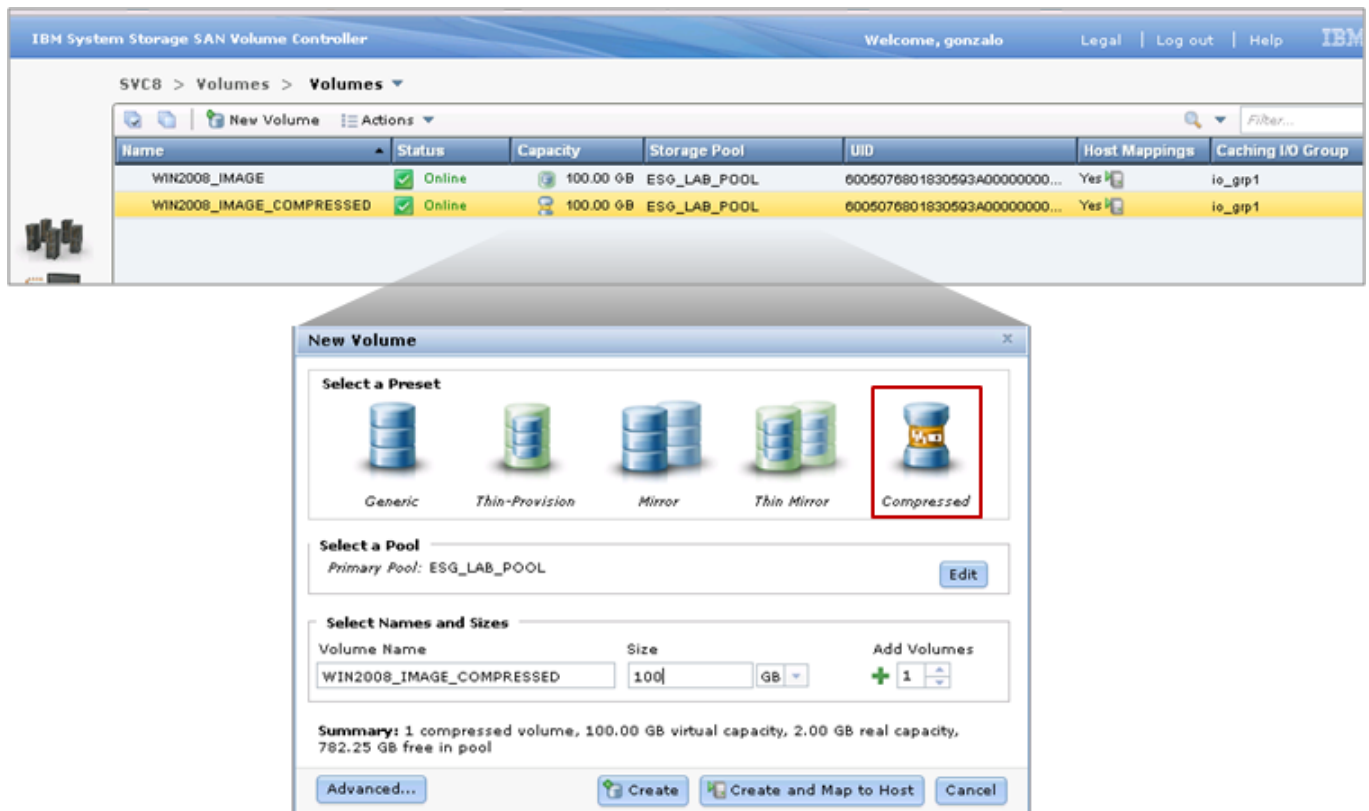 IBM System Storage SAN Volume Controller Welcome, gonzalo Legal | Log out | Help IBM
SVC8 > Volumes > Volumes
New Volume Actions Filter...
Name Status Capacity Storage Pool UID Host Mappings Caching I/O Group
WIN2008_IMAGE Online 100.00 GB ESG_LAB_POOL 6005076801830593A00000000... Yes io_grp1
WIN2008_IMAGE_COMPRESSED Online 100.00 GB ESG_LAB_POOL 6005076801830593A00000000... Yes io_grp1
New Volume
Select a Preset
Generic Thin-Provision Mirror Thin Mirror Compressed
Select a Pool
Primary Pool: ESG_LAB_POOL Edit
Select Names and Sizes
Volume Name Size Add Volumes
WIN2008_IMAGE_COMPRESSED 100 GB 1
Summary: 1 compressed volume, 100.00 GB virtual capacity, 2.00 GB real capacity,
782.25 GB free in pool
Advanced... Create Create and Map to Host Cancel